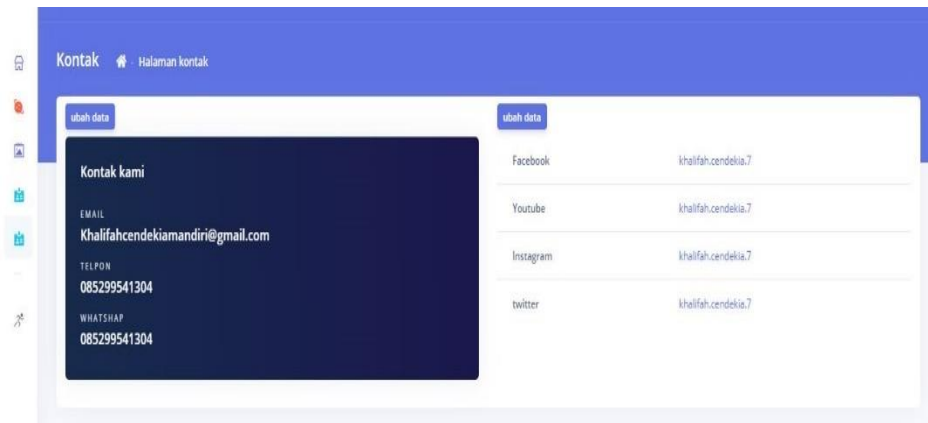 Kontak - Halaman kontak
ubah data
Kontak kami
EMAIL
Khalifahcendekiamandiri@gmail.com
TELPON
085299541304
WHATSHAP
085299541304
ubah data
Facebook khalifah.cendekia.7
Youtube khalifah.cendekia.7
Instagram khalifah.cendekia.7
twitter khalifah.cendekia.7